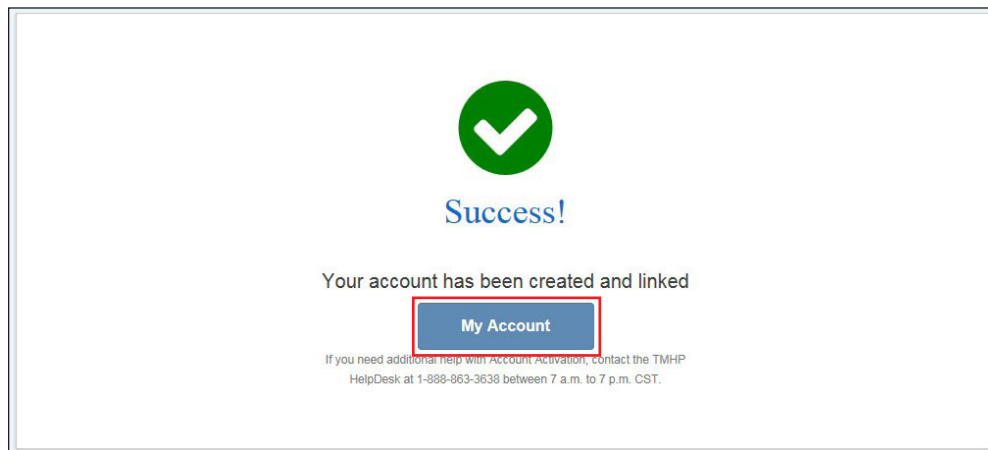 Success!
Your account has been created and linked
My Account
If you need additional help with Account Activation, contact the TMHP
HelpDesk at 1-888-863-3638 between 7 a.m. to 7 p.m. CST.